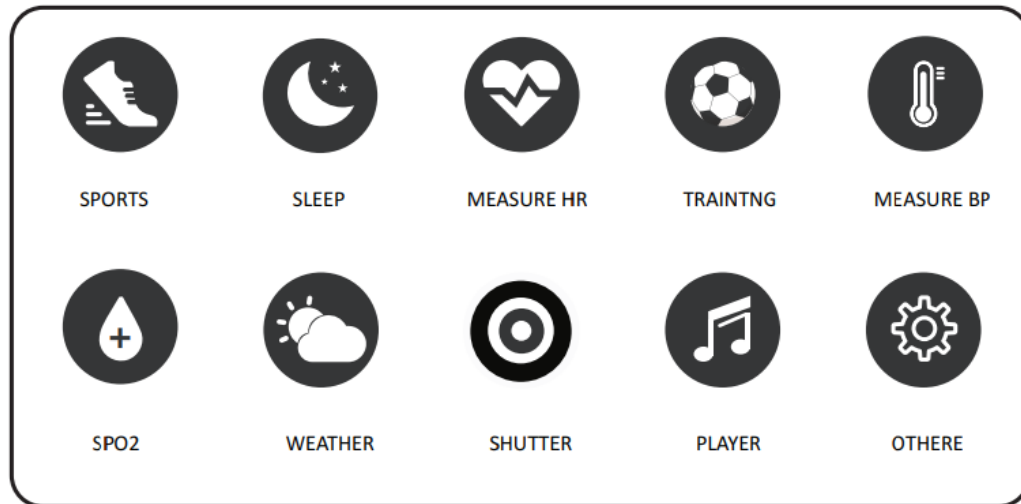 SPORTS SLEEP MEASURE HR TRAINTNG MEASURE BP
SPO2 WEATHER SHUTTER PLAYER OTHERE